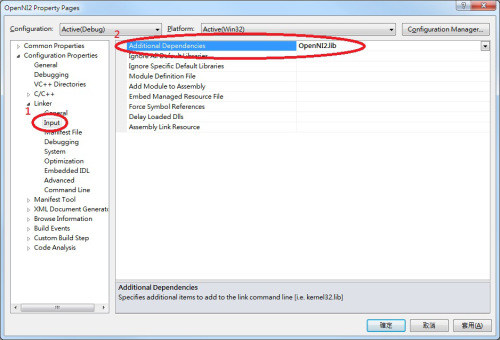 OpenNI2 Property Pages
Configuration: Active(Debug) Platform: Active(Win32) Configuration Manager...
2
Common Properties
Configuration Properties
General
Debugging
VC++ Directories
C/C++
Linker
1
General
Input
Manifest File
Debugging
System
Optimization
Embedded IDL
Advanced
Command Line
Manifest Tool
XML Document Generato
Browse Information
Build Events
Custom Build Step
Code Analysis
Additional Dependencies OpenNI2.lib
Ignore All Default Libraries
Ignore Specific Default Libraries
Module Definition File
Add Module to Assembly
Embed Managed Resource File
Force Symbol References
Delay Loaded Dlls
Assembly Link Resource
Additional Dependencies
Specifies additional items to add to the link command line [i.e. kernel32.lib]
確定 取消 套用(A)